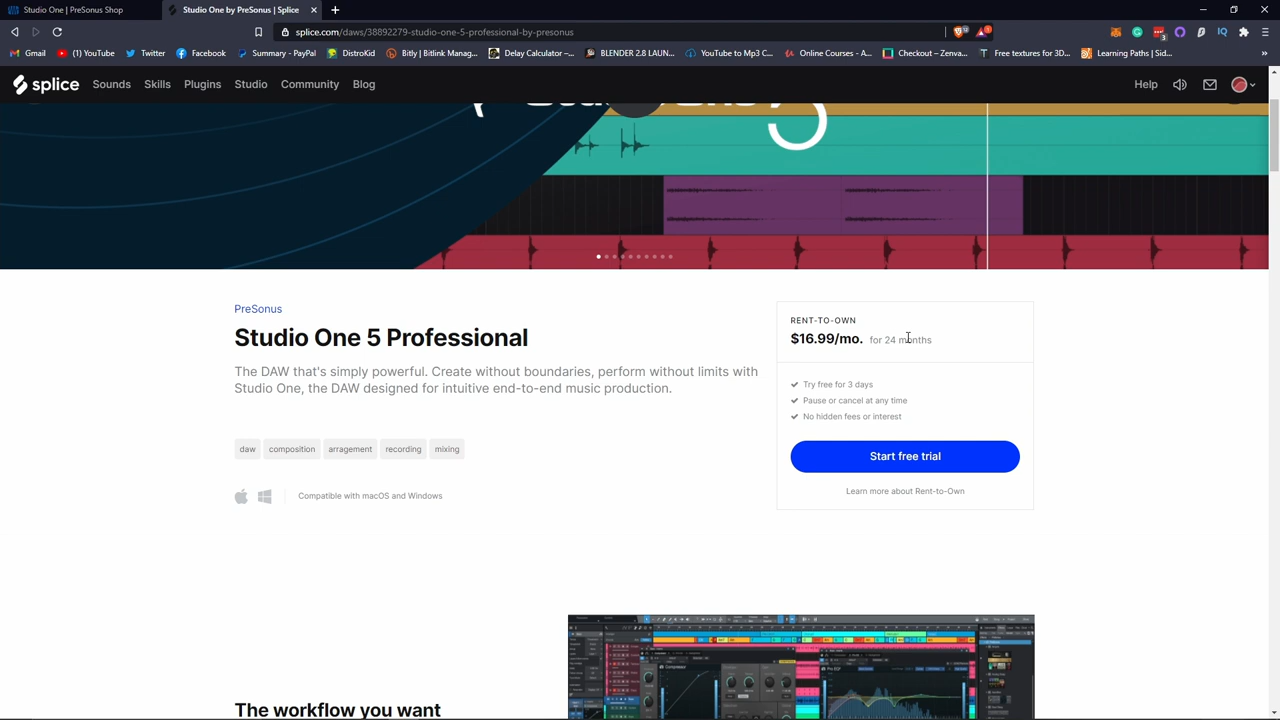 Studio One | PreSonus Shop
Studio One by PreSonus | Splice
splice.com/daws/38892279-studio-one-5-professional-by-presonus
Gmail
(1) YouTube
Twitter
Facebook
Summary - PayPal
DistroKid
Bitly | Bitlink Manag...
Delay Calculator –...
BLENDER 2.8 LAUN...
YouTube to Mp3 C...
Online Courses - A...
Checkout – Zenva...
Free textures for 3D...
Learning Paths | Sid...
splice
Sounds
Skills
Plugins
Studio
Community
Blog
Help
PreSonus
Studio One 5 Professional
The DAW that's simply powerful. Create without boundaries, perform without limits with
Studio One, the DAW designed for intuitive end-to-end music production.
daw
composition
arragement
recording
mixing
Compatible with macOS and Windows
RENT-TO-OWN
$16.99/mo. for 24 months
Try free for 3 days
Pause or cancel at any time
No hidden fees or interest
Start free trial
Learn more about Rent-to-Own
The workflow you want